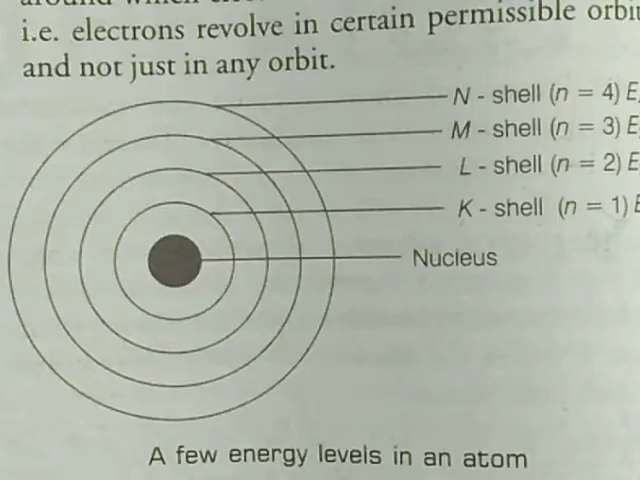 i.e. electrons revolve in certain permissible
and not just in any orbit.
N - shell (n = 4) E
M - shell (n = 3) E
L - shell (n = 2) E
K - shell (n = 1) E
Nucleus
A few energy levels in an atom